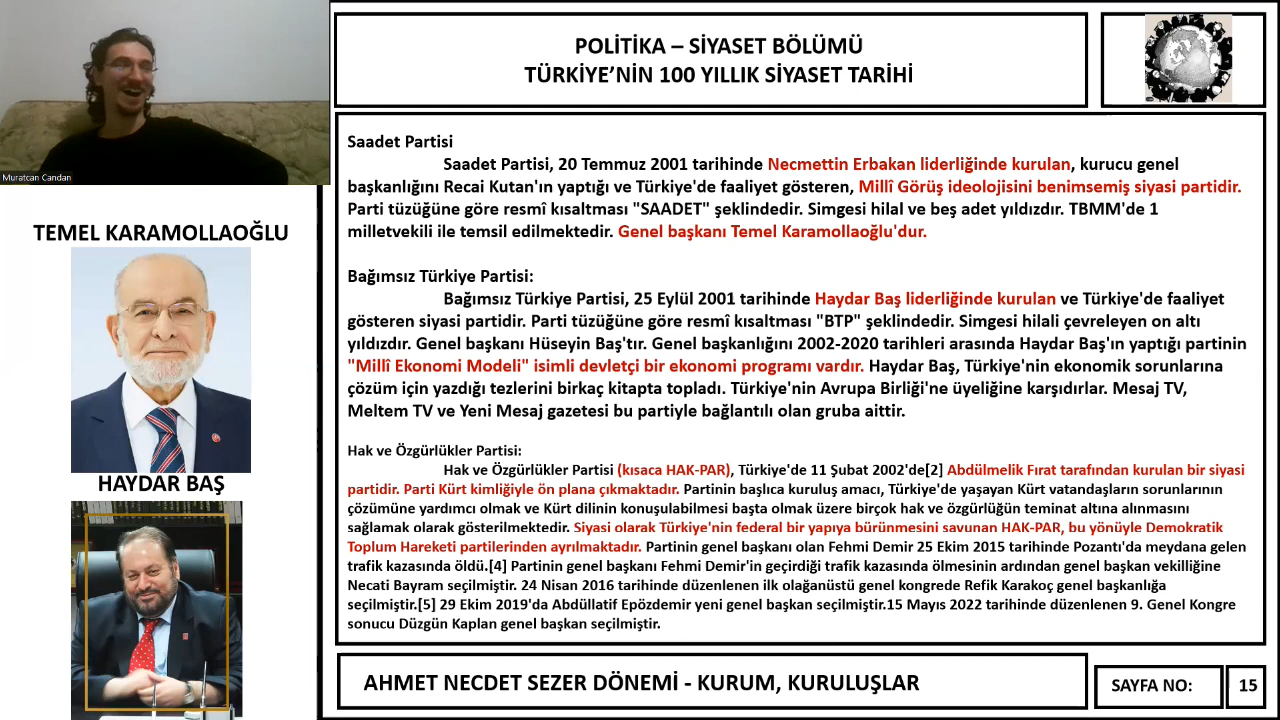 POLİTİKA – SİYASET BÖLÜMÜ
TÜRKİYE'NİN 100 YILLIK SİYASET TARİHİ
Muratcan Candan
TEMEL KARAMOLLAOĞLU
HAYDAR BAŞ
Saadet Partisi
Saadet Partisi, 20 Temmuz 2001 tarihinde Necmettin Erbakan liderliğinde kurulan, kurucu genel
başkanlığını Recai Kutan'ın yaptığı ve Türkiye'de faaliyet gösteren, Millî Görüş ideolojisini benimsemiş siyasi partidir.
Parti tüzüğüne göre resmî kısaltması "SAADET" şeklindedir. Simgesi hilal ve beş adet yıldızdır. TBMM'de 1
milletvekili ile temsil edilmektedir. Genel başkanı Temel Karamollaoğlu'dur.
Bağımsız Türkiye Partisi:
Bağımsız Türkiye Partisi, 25 Eylül 2001 tarihinde Haydar Baş liderliğinde kurulan ve Türkiye'de faaliyet
gösteren siyasi partidir. Parti tüzüğüne göre resmî kısaltması "BTP" şeklindedir. Simgesi hilali çevreleyen on altı
yıldızdır. Genel başkanı Hüseyin Baş'tır. Genel başkanlığını 2002-2020 tarihleri arasında Haydar Baş'ın yaptığı partinin
"Millî Ekonomi Modeli" isimli devletçi bir ekonomi programı vardır. Haydar Baş, Türkiye'nin ekonomik sorunlarına
çözüm için yazdığı tezlerini birkaç kitapta topladı. Türkiye'nin Avrupa Birliği'ne üyeliğine karşıdırlar. Mesaj TV,
Meltem TV ve Yeni Mesaj gazetesi bu partiyle bağlantılı olan gruba aittir.
Hak ve Özgürlükler Partisi:
Hak ve Özgürlükler Partisi (kısaca HAK-PAR), Türkiye'de 11 Şubat 2002'de[2] Abdülmelik Fırat tarafından kurulan bir siyasi
partidir. Parti Kürt kimliğiyle ön plana çıkmaktadır. Partinin başlıca kuruluş amacı, Türkiye'de yaşayan Kürt vatandaşların sorunlarının
çözümüne yardımcı olmak ve Kürt dilinin konuşulabilmesi başta olmak üzere birçok hak ve özgürlüğün teminat altına alınmasını
sağlamak olarak gösterilmektedir. Siyasi olarak Türkiye'nin federal bir yapıya bürünmesini savunan HAK-PAR, bu yönüyle Demokratik
Toplum Hareketi partilerinden ayrılmaktadır. Partinin genel başkanı olan Fehmi Demir 25 Ekim 2015 tarihinde Pozantı'da meydana gelen
trafik kazasında öldü.[4] Partinin genel başkanı Fehmi Demir'in geçirdiği trafik kazasında ölmesinin ardından genel başkan vekilliğine
Necati Bayram seçilmiştir. 24 Nisan 2016 tarihinde düzenlenen ilk olağanüstü genel kongrede Refik Karakoç genel başkanlığa
seçilmiştir.[5] 29 Ekim 2019'da Abdüllatif Epözdemir yeni genel başkan seçilmiştir.15 Mayıs 2022 tarihinde düzenlenen 9. Genel Kongre
sonucu Düzgün Kaplan genel başkan seçilmiştir.
AHMET NECDET SEZER DÖNEMİ - KURUM, KURULUŞLAR
SAYFA NO:
15